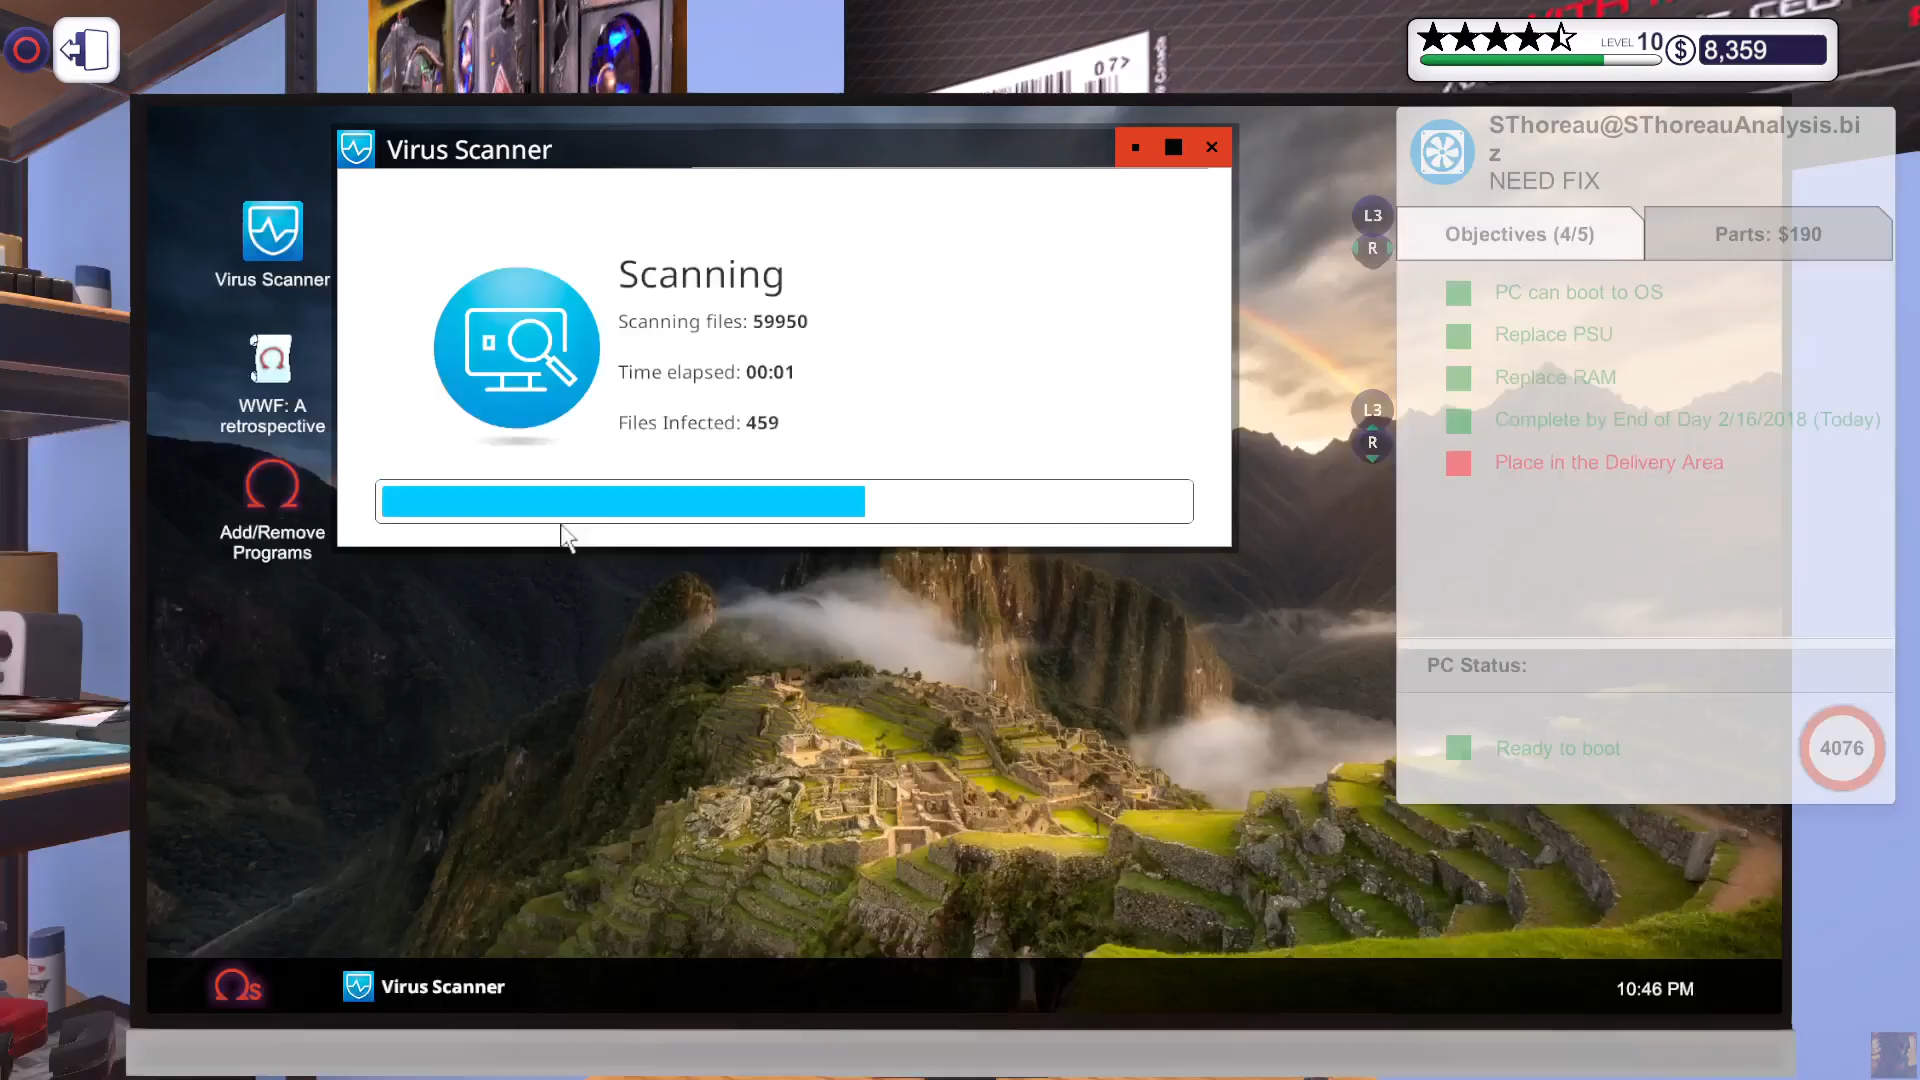 07>
Canada
LEVEL 10
$ 8,359
Virus Scanner
SThoreau@SThoreauAnalysis.bi
z
NEED FIX
L3
R
Objectives (4/5)
Parts: $190
Virus Scanner
Scanning
Scanning files: 59950
Time elapsed: 00:01
Files Infected: 459
PC can boot to OS
Replace PSU
Replace RAM
Complete by End of Day 2/16/2018 (Today)
Place in the Delivery Area
L3
R
WWF: A
retrospective
Add/Remove
Programs
PC Status:
Ready to boot
4076
Ωs
Virus Scanner
10:46 PM